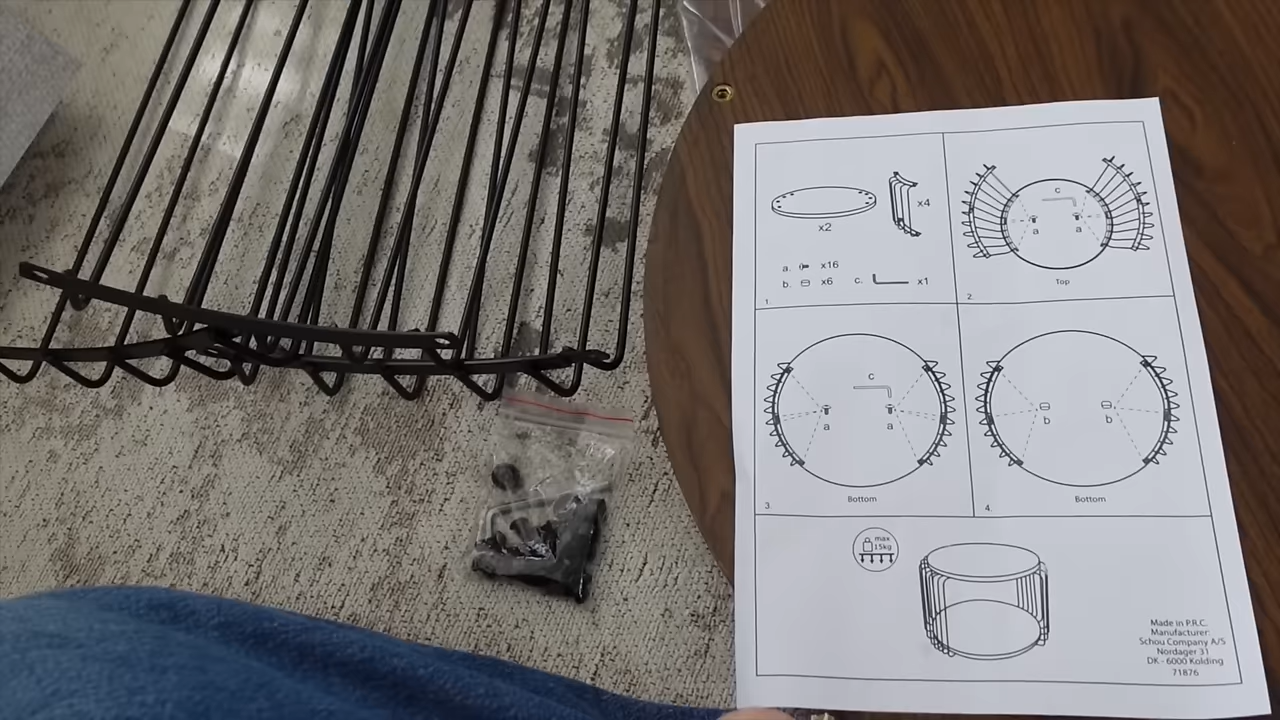 x2
x4
a. x16
b. x6 c. x1
1.
c
a a
Top
2.
c
a a
Bottom
3.
b b
Bottom
4.
max
15kg
Made in P.R.C.
Manufacturer:
Schou Company A/S
Nordager 31
DK - 6000 Kolding
71876